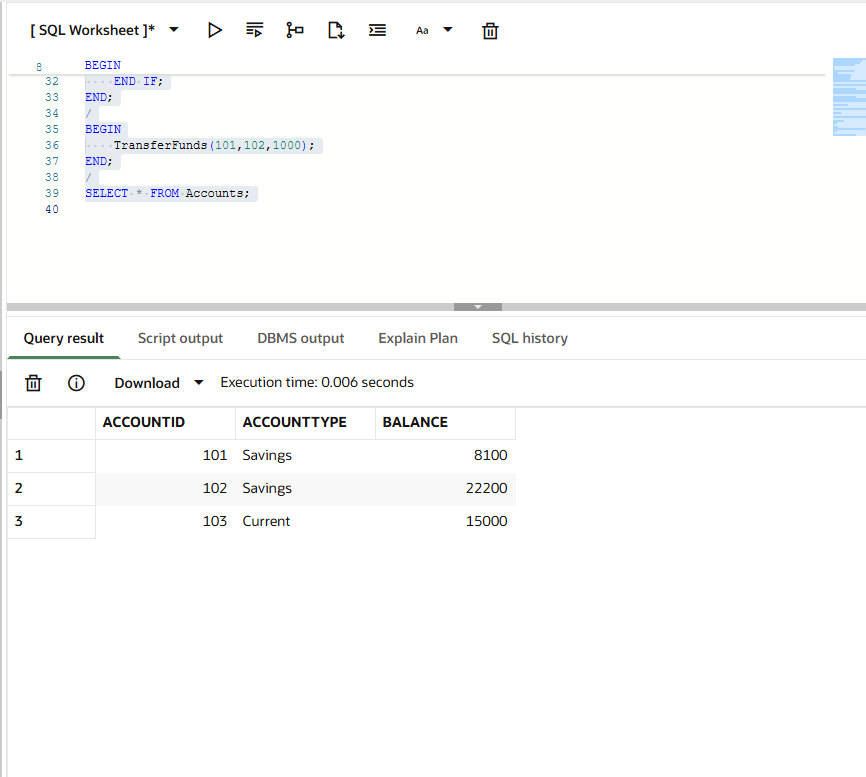 [ SQL Worksheet ]*
Aa
8 BEGIN
32 END IF;
33 END;
34 /
35 BEGIN
36 TransferFunds(101,102,1000);
37 END;
38 /
39 SELECT * FROM Accounts;
40
Query result Script output DBMS output Explain Plan SQL history
Download Execution time: 0.006 seconds
ACCOUNTID ACCOUNTTYPE BALANCE
1 101 Savings 8100
2 102 Savings 22200
3 103 Current 15000